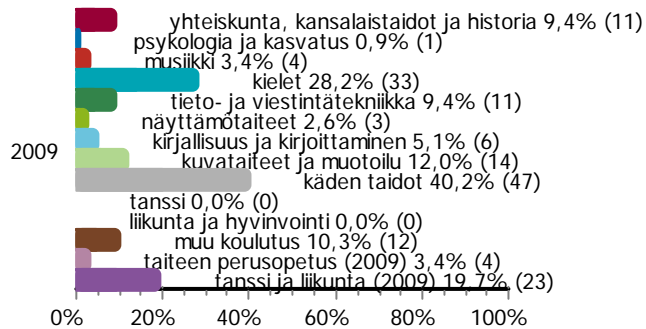 yhteiskunta, kansalaistaidot ja historia 9,4% (11)
psykologia ja kasvatus 0,9% (1)
musiikki 3,4% (4)
kielet 28,2% (33)
tieto- ja viestintätekniikka 9,4% (11)
näyttämötaiteet 2,6% (3)
kirjallisuus ja kirjoittaminen 5,1% (6)
2009
kuvataiteet ja muotoilu 12,0% (14)
käden taidot 40,2% (47)
tanssi 0,0% (0)
liikunta ja hyvinvointi 0,0% (0)
muu koulutus 10,3% (12)
taiteen perusopetus (2009) 3,4% (4)
tanssi ja liikunta (2009) 19,7% (23)
0% 20% 40% 60% 80% 100%